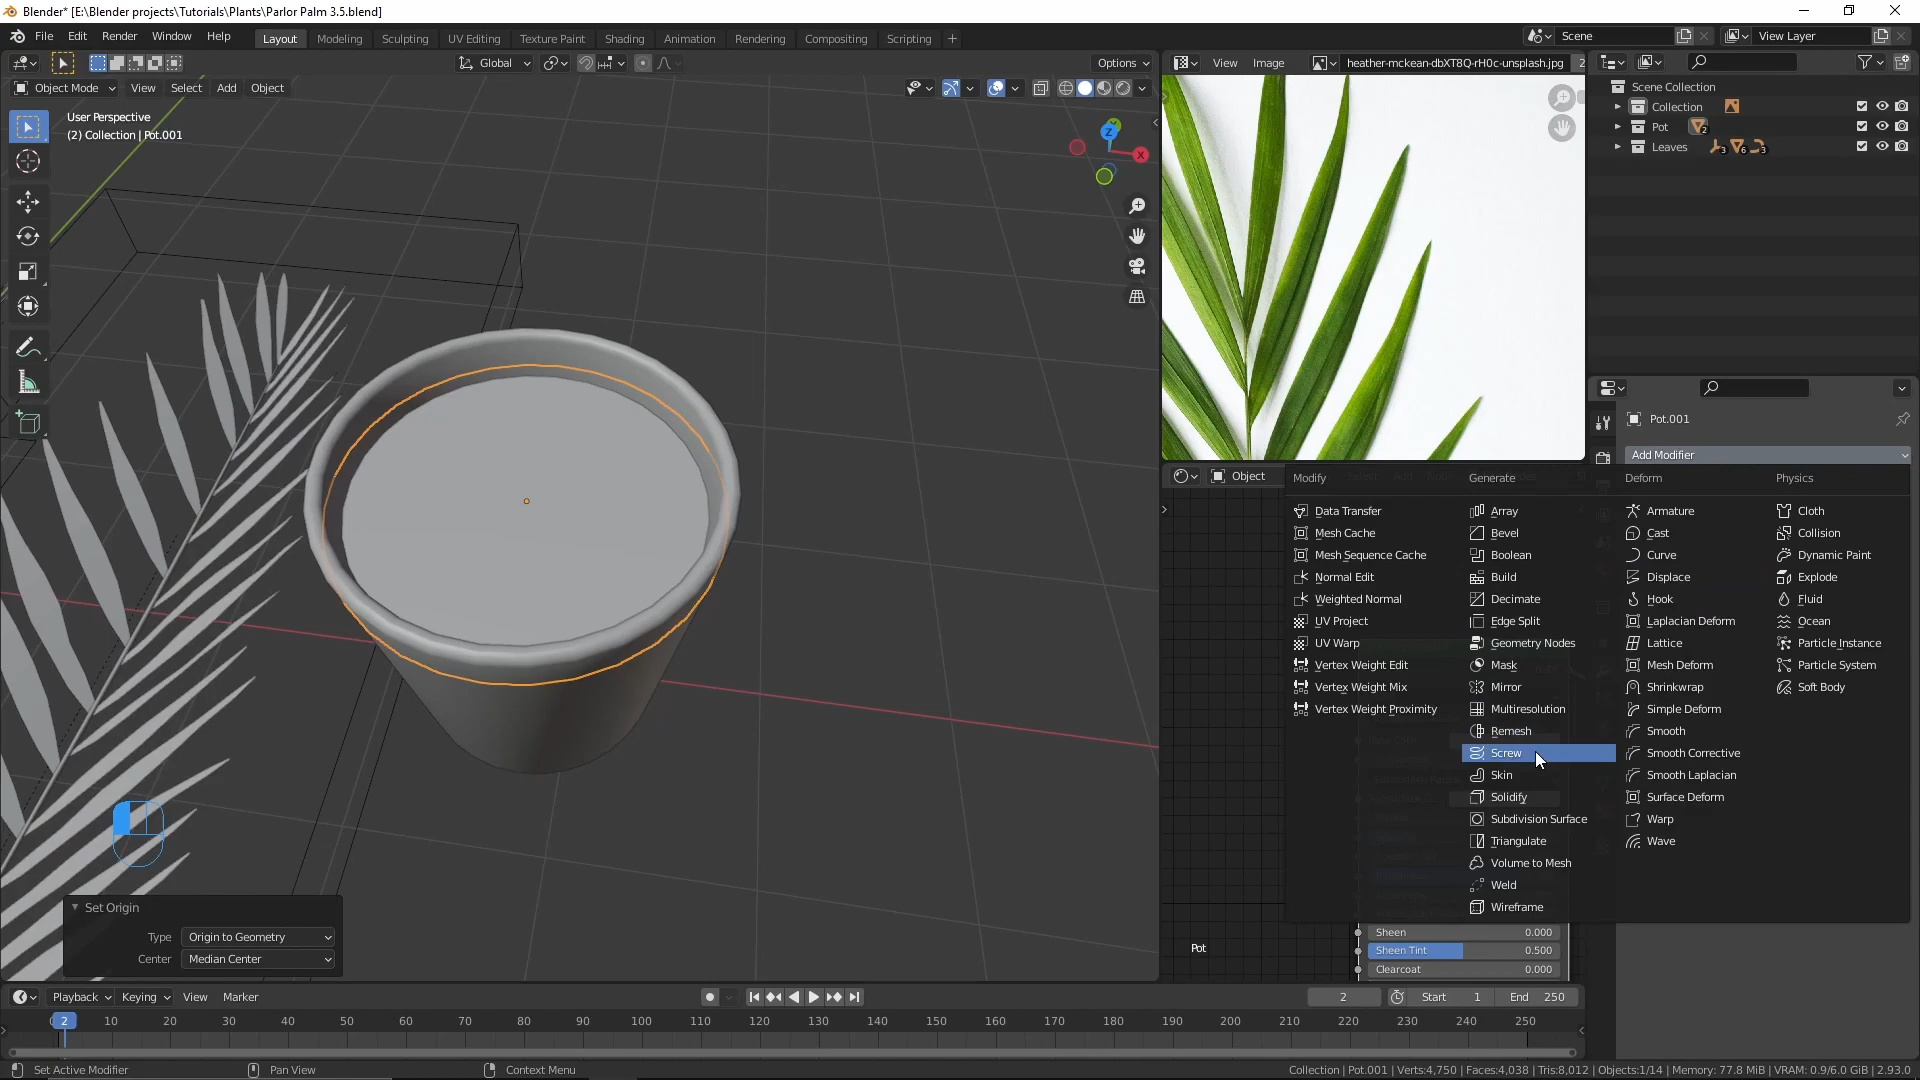 Blender* [E:\Blender projects\Tutorials\Plants\Parlor Palm 3.5.blend]
File Edit Render Window Help
Layout Modeling Sculpting UV Editing Texture Paint Shading Animation Rendering Compositing Scripting +
Scene
View Layer
Global
Options
View Image
heather-mckean-dbXT8Q-rH0c-unsplash.jpg
2
Object Mode View Select Add Object
User Perspective
(2) Collection | Pot.001
Z
X
Scene Collection
Collection
Pot
2
Leaves
3
6
3
Pot.001
Add Modifier
Object
Modify
Data Transfer
Mesh Cache
Mesh Sequence Cache
Normal Edit
Weighted Normal
UV Project
UV Warp
Vertex Weight Edit
Vertex Weight Mix
Vertex Weight Proximity
Generate
Array
Bevel
Boolean
Build
Decimate
Edge Split
Geometry Nodes
Mask
Mirror
Multiresolution
Remesh
Screw
Skin
Solidify
Subdivision Surface
Triangulate
Volume to Mesh
Weld
Wireframe
Deform
Armature
Cast
Curve
Displace
Hook
Laplacian Deform
Lattice
Mesh Deform
Shrinkwrap
Simple Deform
Smooth
Smooth Corrective
Smooth Laplacian
Surface Deform
Warp
Wave
Physics
Cloth
Collision
Dynamic Paint
Explode
Fluid
Ocean
Particle Instance
Particle System
Soft Body
Set Origin
Type Origin to Geometry
Center Median Center
Pot
Sheen 0.000
Sheen Tint 0.500
Clearcoat 0.000
Playback Keying View Marker
2
Start 1
End 250
2 10 20 30 40 50 60 70 80 90 100 110 120 130 140 150 160 170 180 190 200 210 220 230 240 250
Set Active Modifier
Pan View
Context Menu
Collection | Pot.001 | Verts:4,750 | Faces:4,038 | Tris:8,012 | Objects:1/14 | Memory: 77.8 MiB | VRAM: 0.9/6.0 GiB | 2.93.0